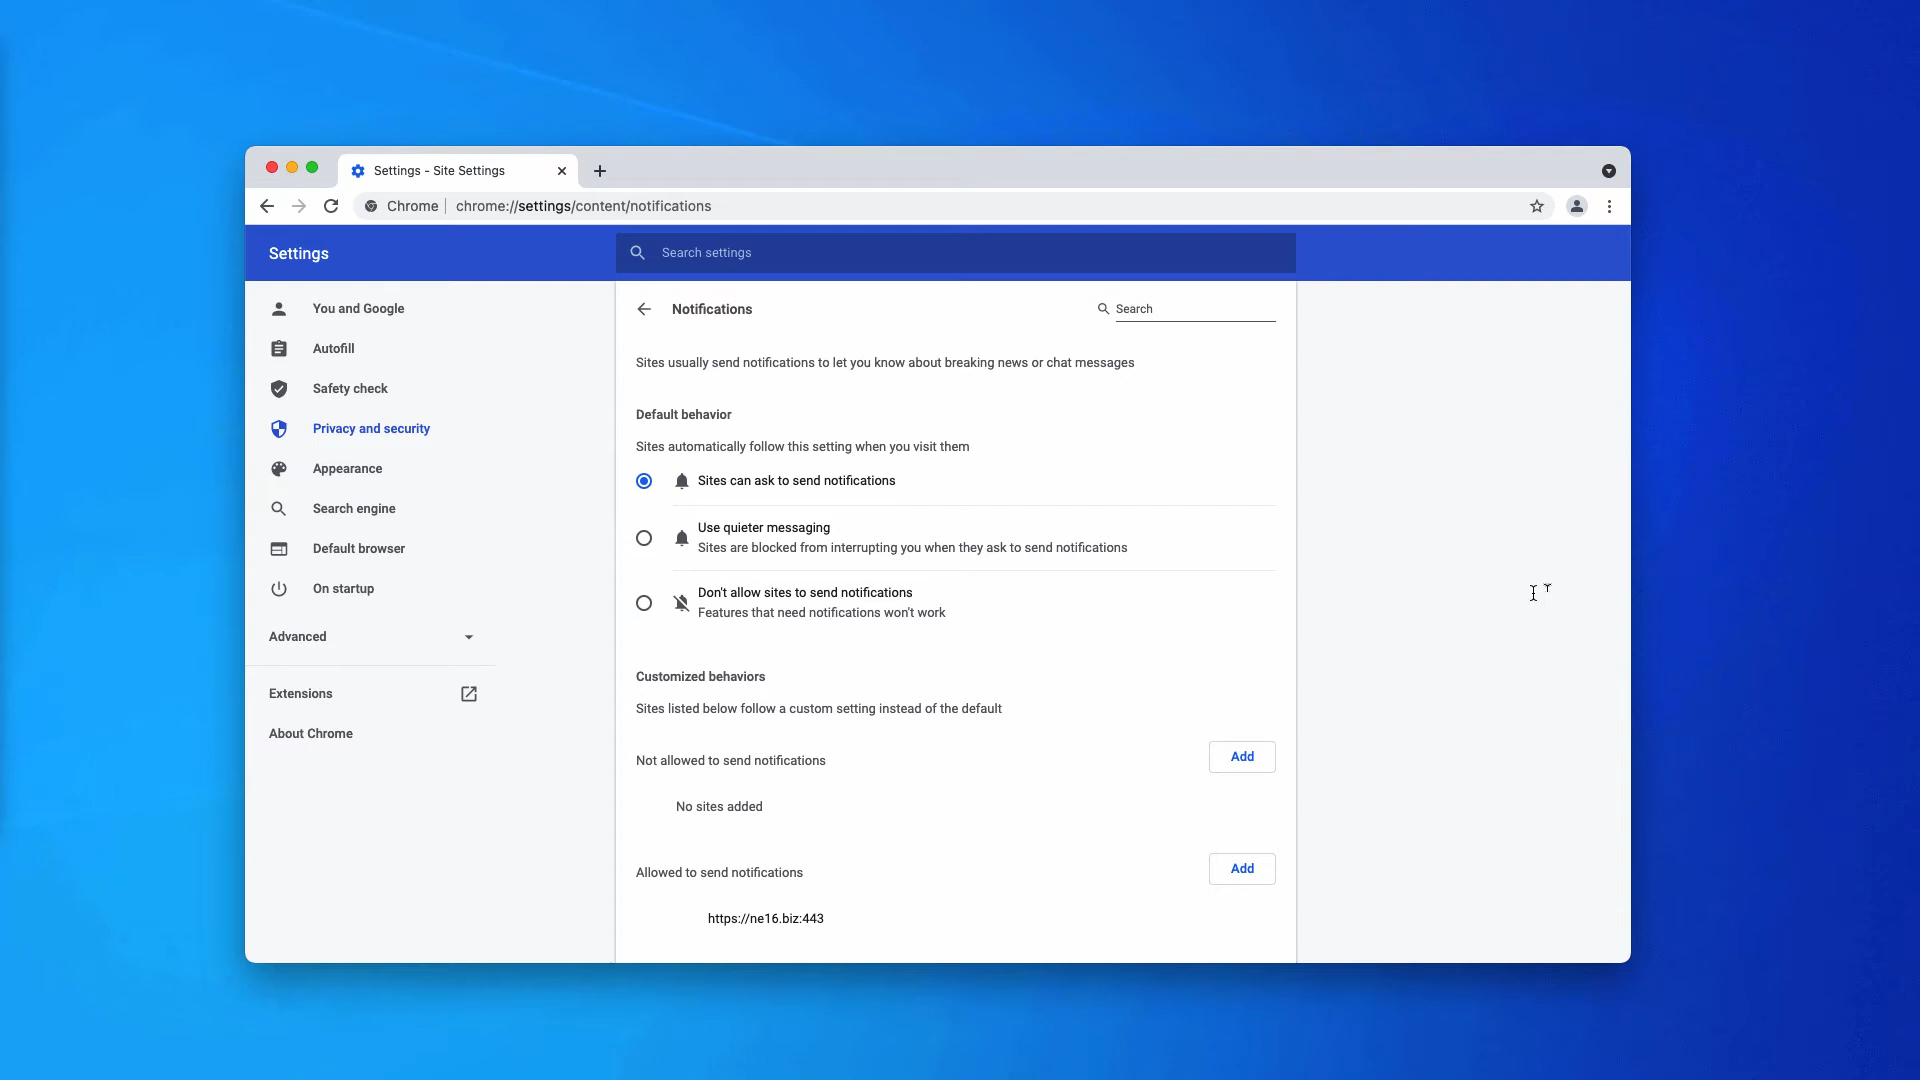 Settings - Site Settings
Chrome
chrome://settings/content/notifications
Settings
Search settings
You and Google
Autofill
Safety check
Privacy and security
Appearance
Search engine
Default browser
On startup
Advanced
Extensions
About Chrome
Notifications
Search
Sites usually send notifications to let you know about breaking news or chat messages
Default behavior
Sites automatically follow this setting when you visit them
Sites can ask to send notifications
Use quieter messaging
Sites are blocked from interrupting you when they ask to send notifications
Don't allow sites to send notifications
Features that need notifications won't work
Customized behaviors
Sites listed below follow a custom setting instead of the default
Not allowed to send notifications
Add
No sites added
Allowed to send notifications
Add
https://ne16.biz:443